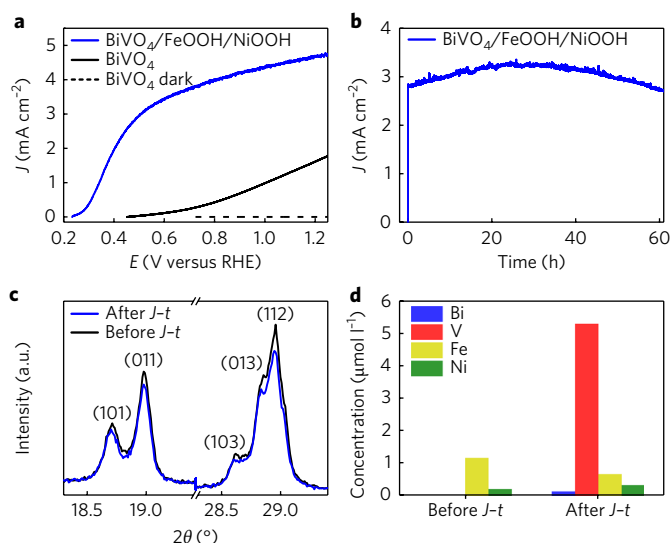 a
BiVO4/FeOOH/NiOOH
BiVO4
BiVO4 dark
5
4
3
2
1
0
J (mA cm−2)
0.2 0.4 0.6 0.8 1.0 1.2
E (V versus RHE)
b
BiVO4/FeOOH/NiOOH
4
3
2
1
0
J (mA cm−2)
0 20 40 60
Time (h)
c
After J–t
Before J–t
(101)
(011)
(103)
(013)
(112)
Intensity (a.u.)
18.5 19.0 28.5 29.0
2θ (°)
d
Bi
V
Fe
Ni
6
5
4
3
2
1
0
Concentration (μmol l−1)
Before J–t After J–t